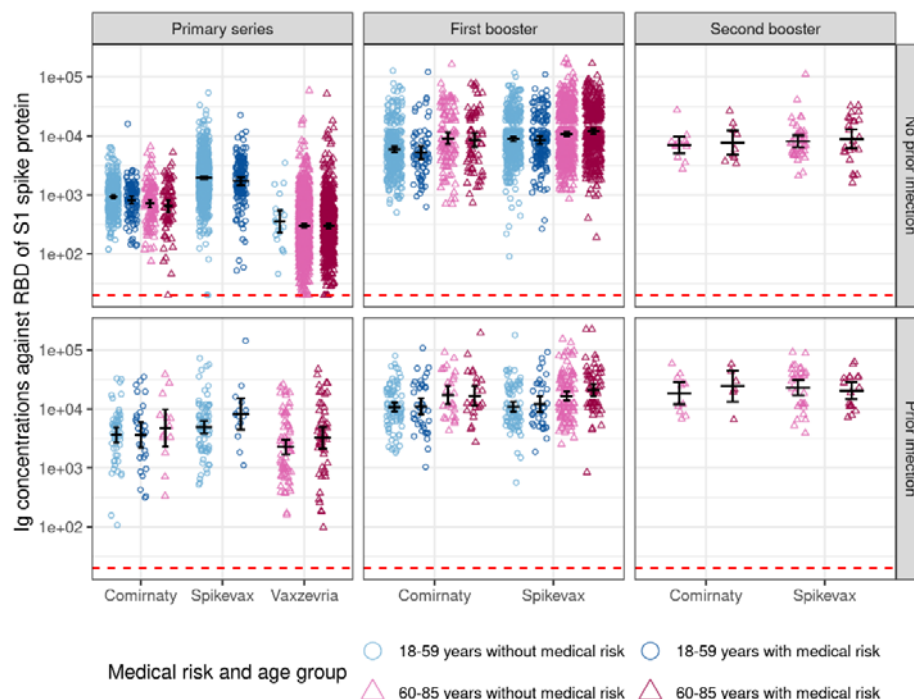 Primary series
First booster
Second booster
Ig concentrations against RBD of S1 spike protein
1e+05
1e+04
1e+03
1e+02
No prior infection
1e+05
1e+04
1e+03
1e+02
Prior infection
Comirnaty Spikevax Vaxzevria
Comirnaty Spikevax
Comirnaty Spikevax
Medical risk and age group
18-59 years without medical risk
18-59 years with medical risk
60-85 years without medical risk
60-85 years with medical risk